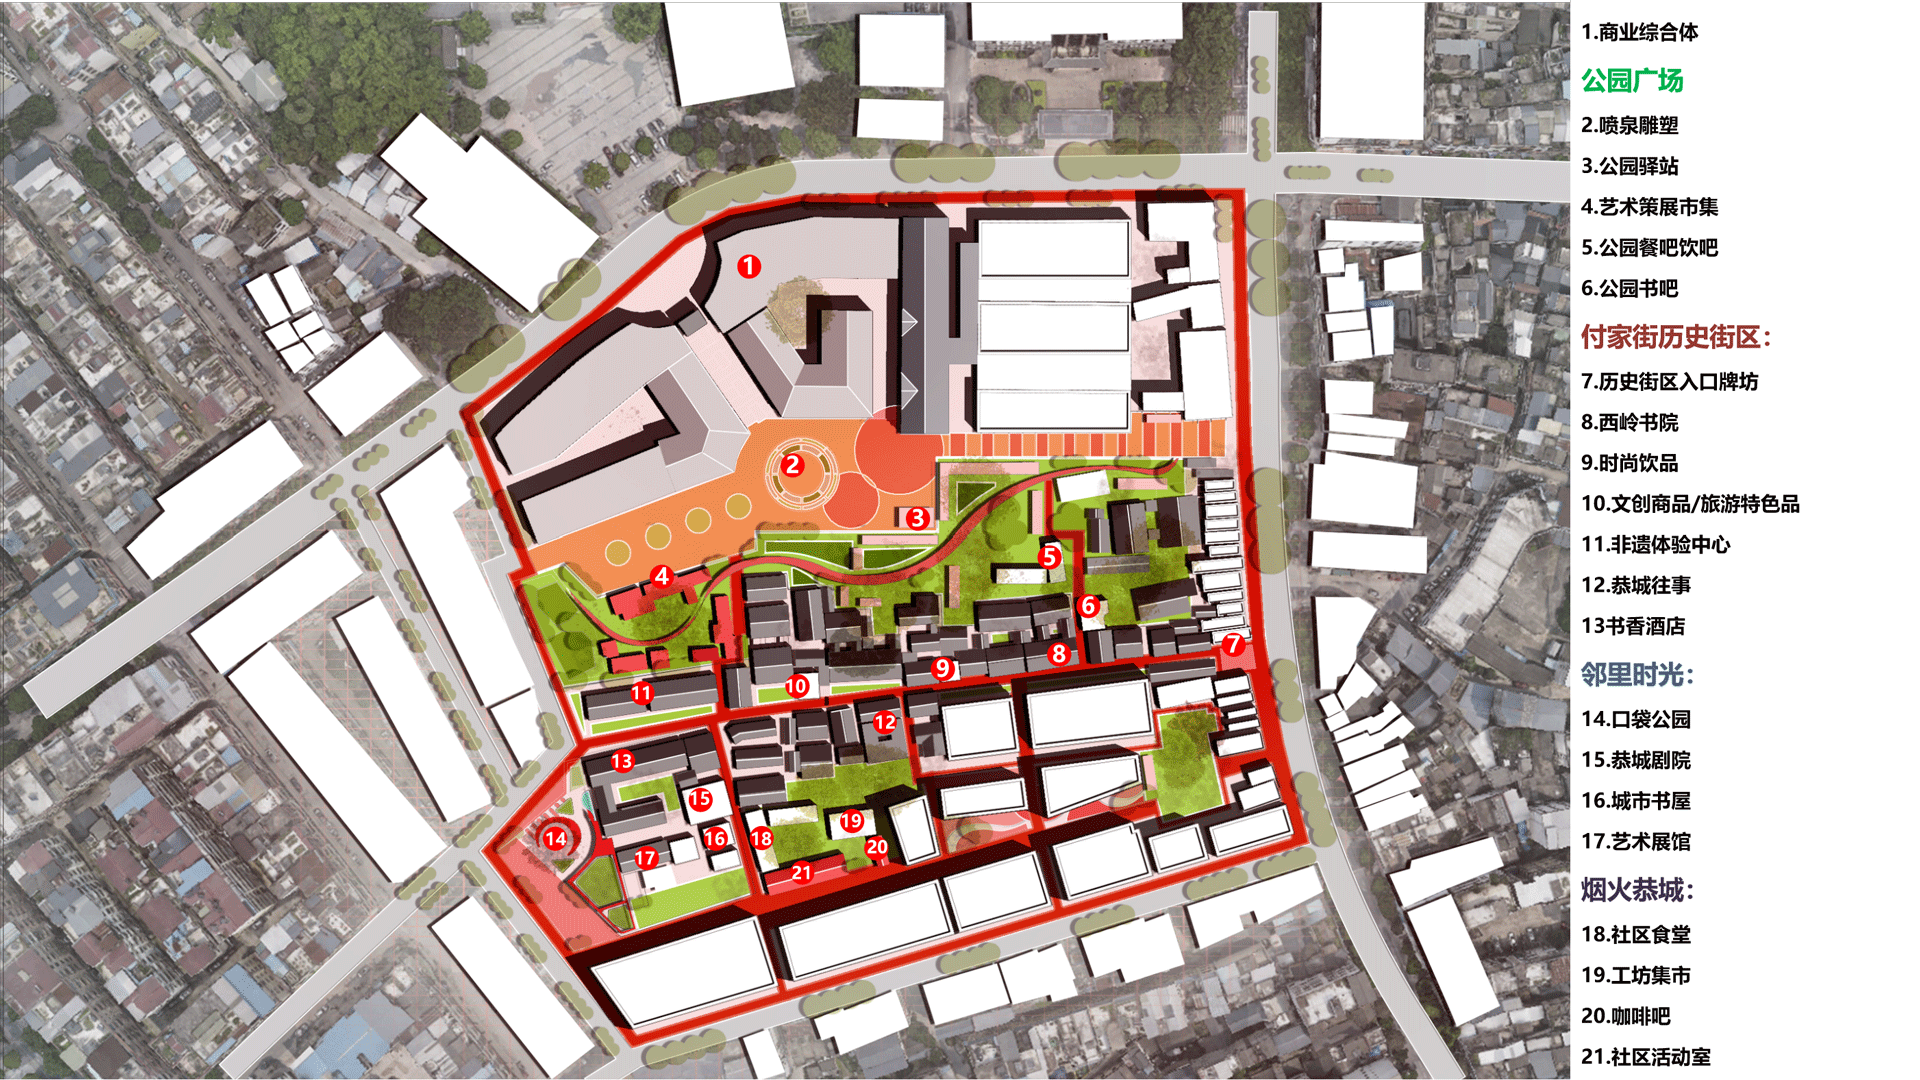 1.商业综合体
公园广场
2.喷泉雕塑
3.公园驿站
4.艺术策展市集
5.公园餐吧饮吧
6.公园书吧
付家街历史街区：
7.历史街区入口牌坊
8.西岭书院
9.时尚饮品
10.文创商品/旅游特色品
11.非遗体验中心
12.恭城往事
13书香酒店
邻里时光：
14.口袋公园
15.恭城剧院
16.城市书屋
17.艺术展馆
烟火恭城：
18.社区食堂
19.工坊集市
20.咖啡吧
21.社区活动室
1
2
3
4
5
6
7
8
9
10
11
12
13
14
15
16
17
18
19
20
21